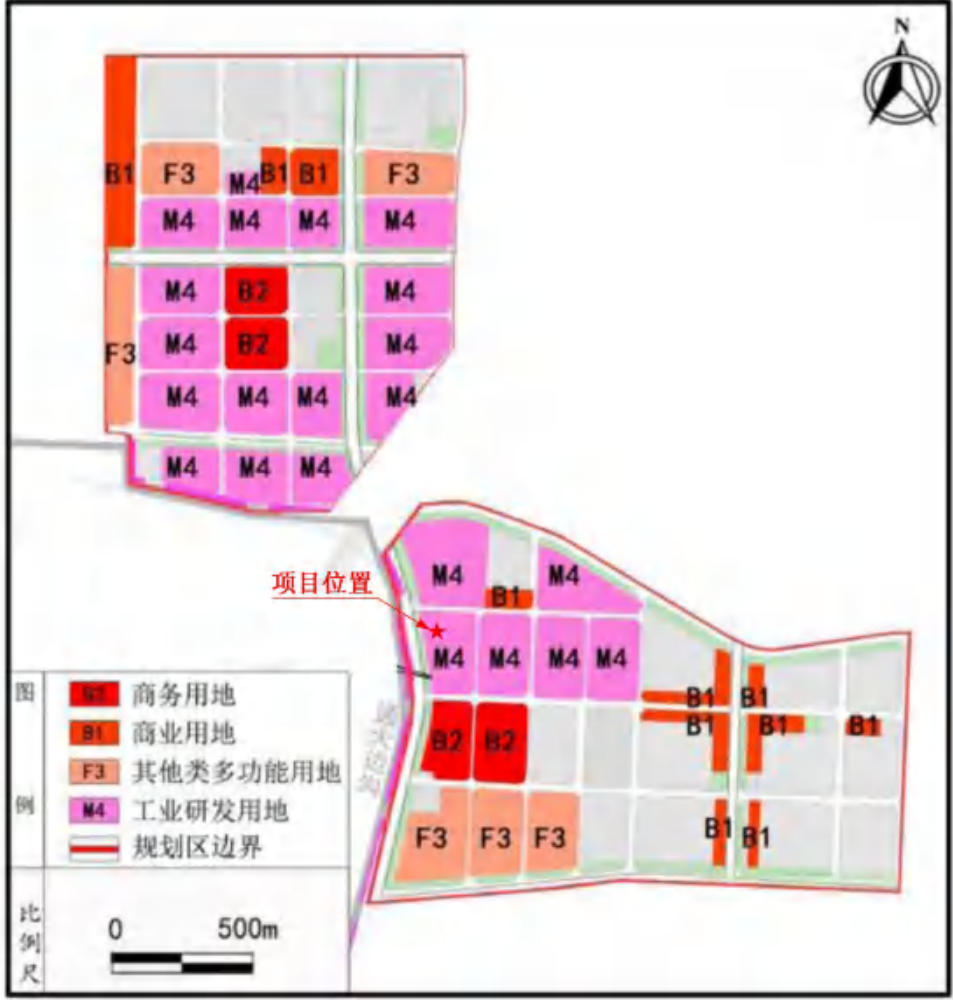 N
B1 F3 M4 B1 B1 F3
M4 M4 M4 M4
M4 B2 M4
F3 M4 B2 M4
M4 M4 M4 M4
M4 M4 M4
M4 M4
B1
项目位置
M4 M4 M4 M4
B1 B1
B1 B1 B1
B2 B2
F3 F3 F3 B1 B1
图例
B2 商务用地
B1 商业用地
F3 其他类多功能用地
M4 工业研发用地
规划区边界
比例尺
0 500m